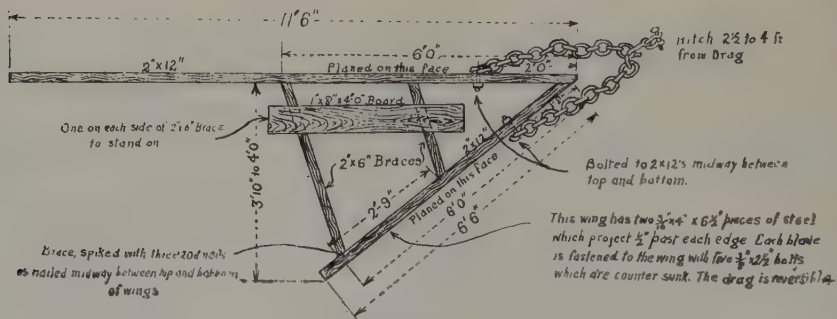 11'6"
6'0"
2"x12"
Planed on this face
2'0"
Hitch 2½ to 4 ft
from Drag
1"x8"x4'0" Board
One on each side of 2"x6" Brace
to stand on
2"x6" Braces
2"x12"
3'10" to 4'0"
2'-9"
Planed on this face
6'0"
6'6"
Bolted to 2x12's midway between
top and bottom.
This wing has two x4" x 6½" pieces of steel
which project ½" past each edge Each blade
is fastened to the wing with five x2½" bolts
which are counter sunk. The drag is reversible
Brace, spiked with three 20d nails
as nailed midway between top and bottom
of wings